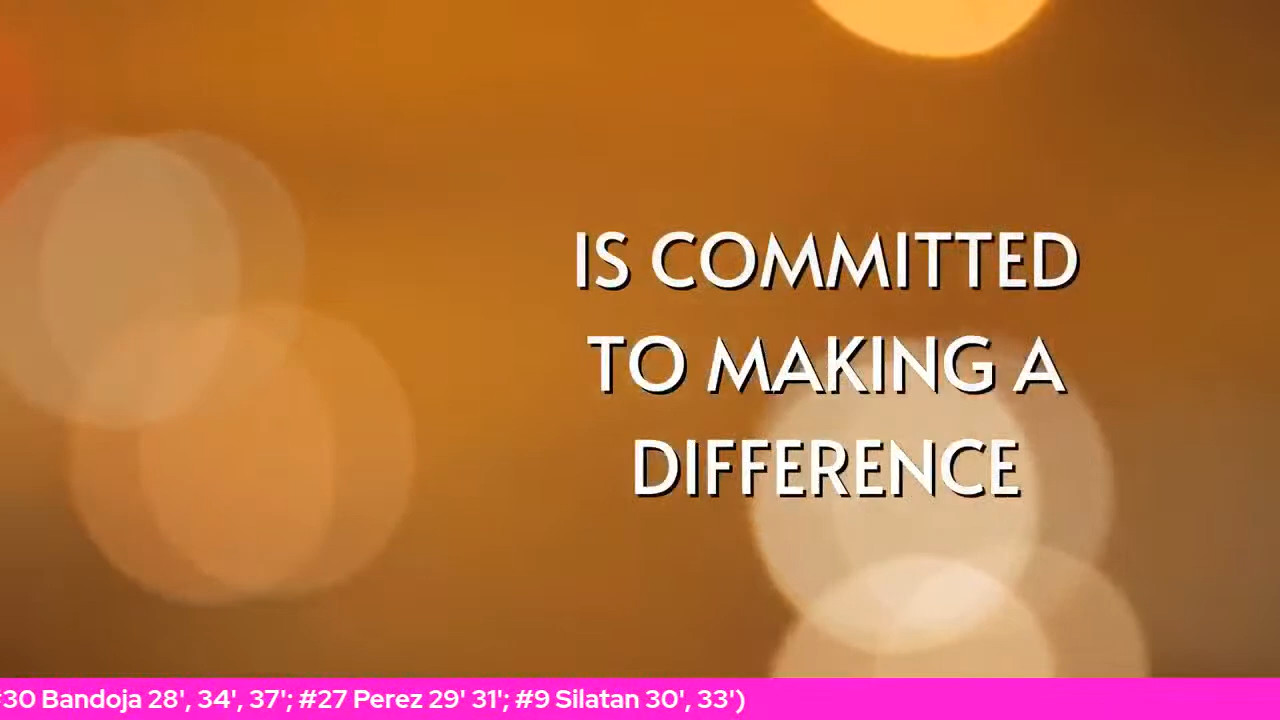 IS COMMITTED
TO MAKING A
DIFFERENCE
#30 Bandoja 28', 34', 37'; #27 Perez 29' 31'; #9 Silatan 30', 33')